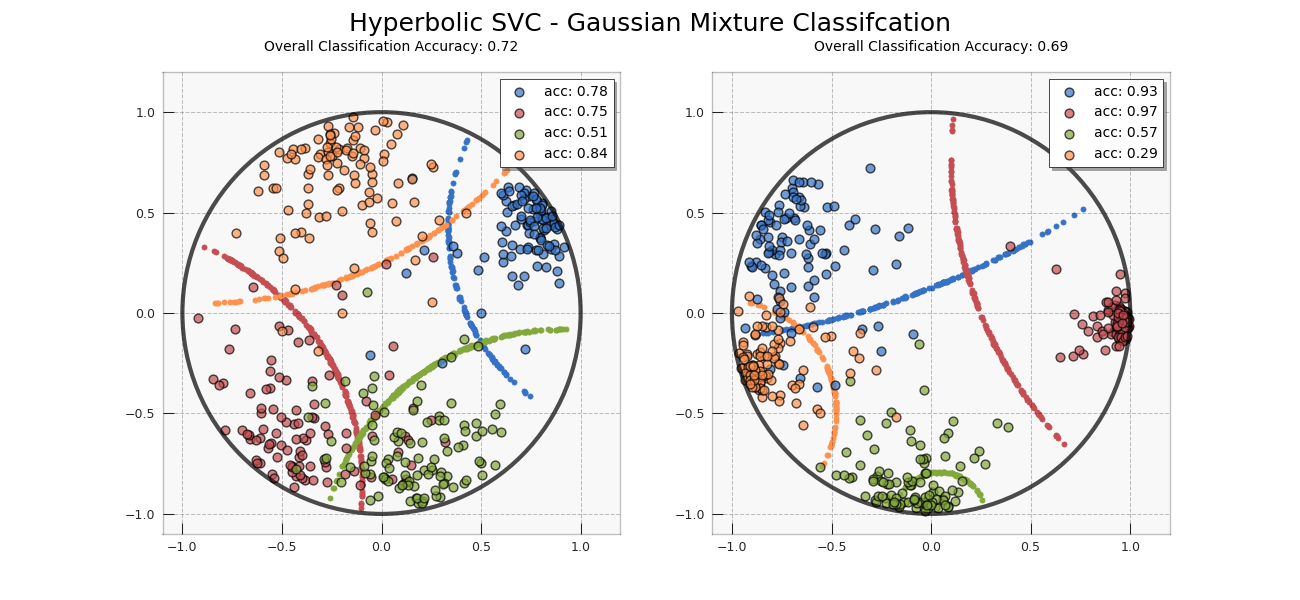 Hyperbolic SVC - Gaussian Mixture Classifcation
Overall Classification Accuracy: 0.72
acc: 0.78
acc: 0.75
acc: 0.51
acc: 0.84
1.0
0.5
0.0
−0.5
−1.0
−1.0 −0.5 0.0 0.5 1.0
Overall Classification Accuracy: 0.69
acc: 0.93
acc: 0.97
acc: 0.57
acc: 0.29
1.0
0.5
0.0
−0.5
−1.0
−1.0 −0.5 0.0 0.5 1.0